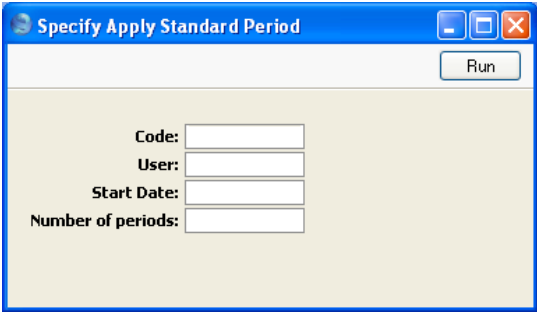 Specify Apply Standard Period
Run
Code:
User:
Start Date:
Number of periods: